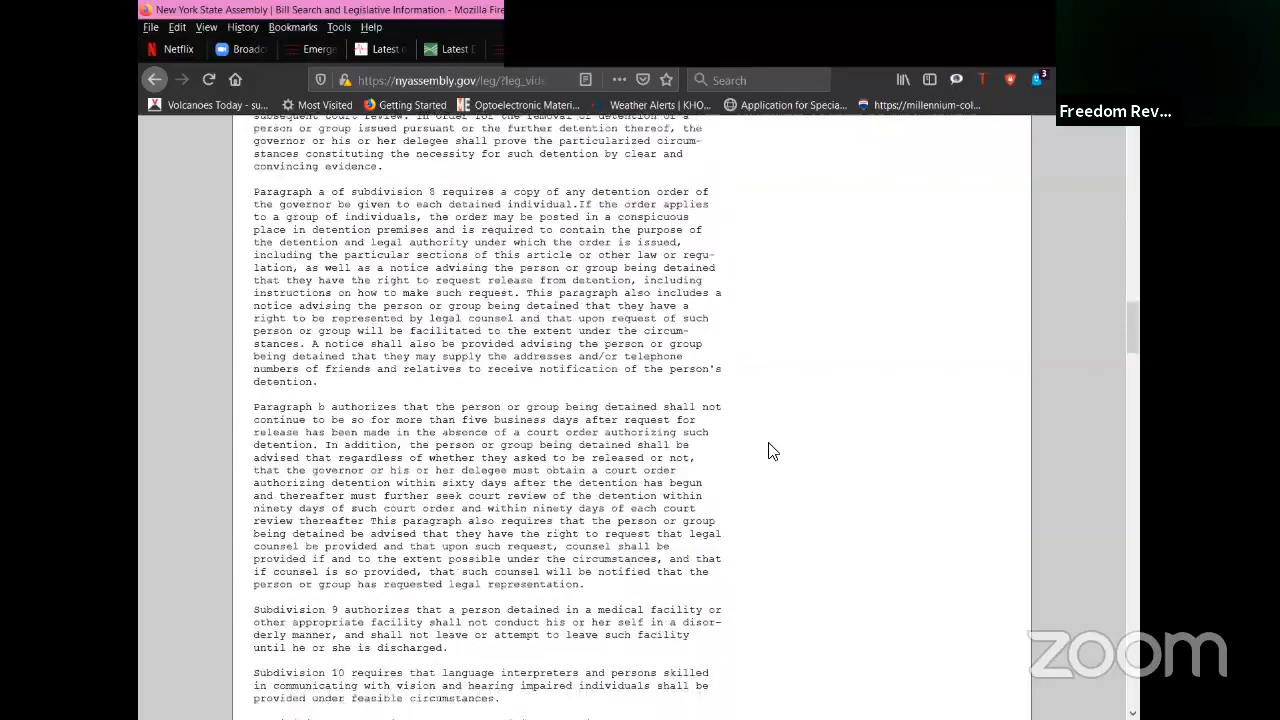 New York State Assembly | Bill Search and Legislative Information - Mozilla Fire
File Edit View History Bookmarks Tools Help
Netflix Broadc Emerge Latest Latest E
https://nyassembly.gov/leg/?leg_vid Search 3
Volcanoes Today - su... Most Visited Getting Started Optoelectronic Materi... Weather Alerts | KHO... Application for Specia... https://millennium-col...
Freedom Rev...
subsequent court review. In order for the removal or detention of a
person or group issued pursuant or the further detention thereof, the
governor or his or her delegee shall prove the particularized circum-
stances constituting the necessity for such detention by clear and
convincing evidence.
Paragraph a of subdivision 8 requires a copy of any detention order of
the governor be given to each detained individual.If the order applies
to a group of individuals, the order may be posted in a conspicuous
place in detention premises and is required to contain the purpose of
the detention and legal authority under which the order is issued,
including the particular sections of this article or other law or regu-
lation, as well as a notice advising the person or group being detained
that they have the right to request release from detention, including
instructions on how to make such request. This paragraph also includes a
notice advising the person or group being detained that they have a
right to be represented by legal counsel and that upon request of such
person or group will be facilitated to the extent under the circum-
stances. A notice shall also be provided advising the person or group
being detained that they may supply the addresses and/or telephone
numbers of friends and relatives to receive notification of the person's
detention.
Paragraph b authorizes that the person or group being detained shall not
continue to be so for more than five business days after request for
release has been made in the absence of a court order authorizing such
detention. In addition, the person or group being detained shall be
advised that regardless of whether they asked to be released or not,
that the governor or his or her delegee must obtain a court order
authorizing detention within sixty days after the detention has begun
and thereafter must further seek court review of the detention within
ninety days of such court order and within ninety days of each court
review thereafter This paragraph also requires that the person or group
being detained be advised that they have the right to request that legal
counsel be provided and that upon such request, counsel shall be
provided if and to the extent possible under the circumstances, and that
if counsel is so provided, that such counsel will be notified that the
person or group has requested legal representation.
Subdivision 9 authorizes that a person detained in a medical facility or
other appropriate facility shall not conduct his or her self in a disor-
derly manner, and shall not leave or attempt to leave such facility
until he or she is discharged.
Subdivision 10 requires that language interpreters and persons skilled
in communicating with vision and hearing impaired individuals shall be
provided under feasible circumstances.
zoom